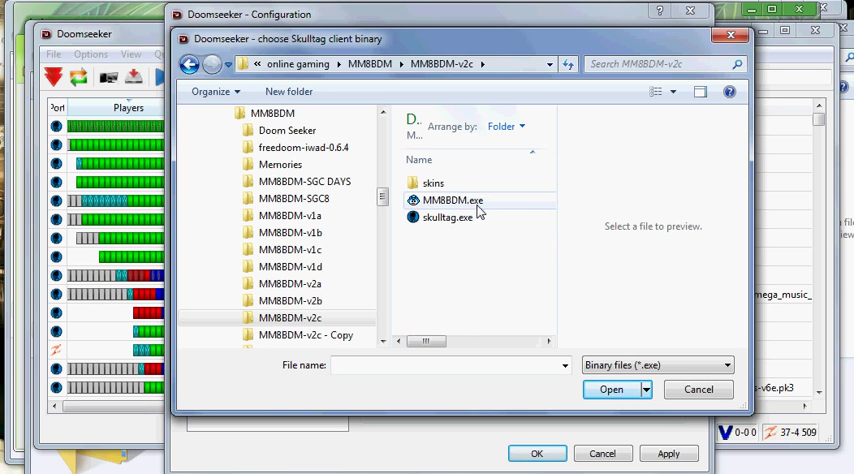 Doomseeker - Configuration
Doomseeker
Doomseeker - choose Skulltag client binary
File Options View
« online gaming ▸ MM8BDM ▸ MM8BDM-v2c ▸
Search MM8BDM-v2c
Organize New folder
Players
MM8BDM
Doom Seeker
freedoom-iwad-0.6.4
Memories
MM8BDM-SGC DAYS
MM8BDM-SGC8
MM8BDM-v1a
MM8BDM-v1b
MM8BDM-v1c
MM8BDM-v1d
MM8BDM-v2a
MM8BDM-v2b
MM8BDM-v2c
MM8BDM-v2c - Copy
D...
M...
Arrange by: Folder
Name
skins
MM8BDM.exe
skulltag.exe
Select a file to preview.
mega_music_
s-v6e.pk3
File name:
Binary files (*.exe)
Open Cancel
0-0 0 37-4 509
OK Cancel Apply